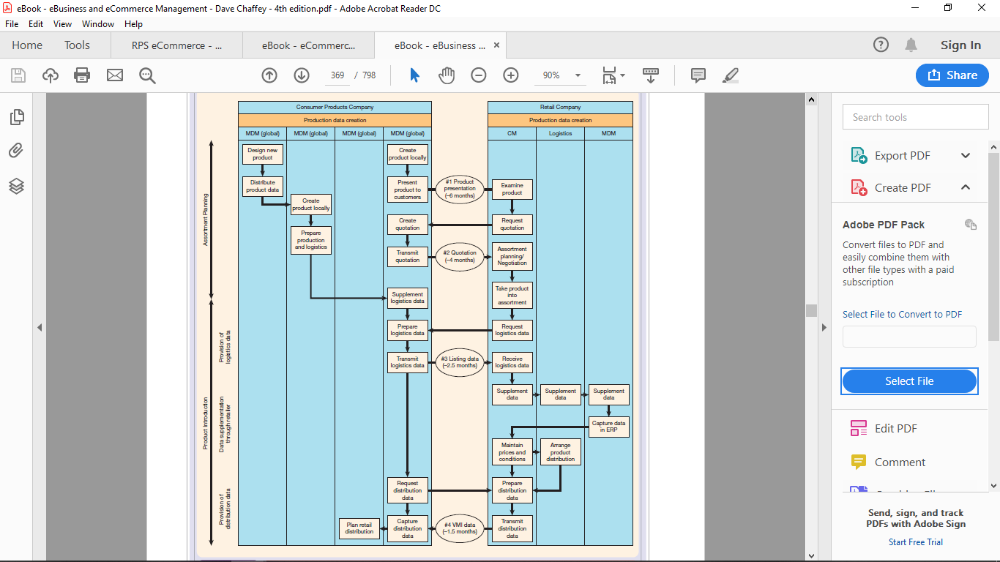 eBook - eBusiness and eCommerce Management - Dave Chaffey - 4th edition.pdf - Adobe Acrobat Reader DC
File Edit View Window Help
Home Tools RPS eCommerce - ... eBook - eCommerc... eBook - eBusiness ... ×
? Sign In
369 / 798 90% Share
Consumer Products Company
Production data creation
MDM (global) MDM (global) MDM (global) MDM (global)
Retail Company
Production data creation
CM Logistics MDM
Assortment Planning
Product Introduction
Provision of
logistics data
Data supplementation
through retailer
Provision of
distribution data
Design new
product
Distribute
product data
Create
product locally
Prepare
production
and logistics
Create
product locally
Present
product to
customers
#1 Product
presentation
(–6 months)
Examine
product
Request
quotation
Create
quotation
Transmit
quotation
#2 Quotation
(–4 months)
Assortment
planning/
Negotiation
Take product
into
assortment
Supplement
logistics data
Request
logistics data
Prepare
logistics data
Transmit
logistics data
#3 Listing data
(–2.5 months)
Receive
logistics data
Supplement
data
Supplement
data
Supplement
data
Capture data
in ERP
Maintain
prices and
conditions
Arrange
product
distribution
Request
distribution
data
Prepare
distribution
data
Transmit
distribution
data
#4 VMI data
(–1.5 months)
Capture
distribution
data
Plan retail
distribution
Search tools
Export PDF
Create PDF
Adobe PDF Pack
Convert files to PDF and
easily combine them with
other file types with a paid
subscription
Select File to Convert to PDF
Select File
Edit PDF
Comment
Send, sign, and track
PDFs with Adobe Sign
Start Free Trial